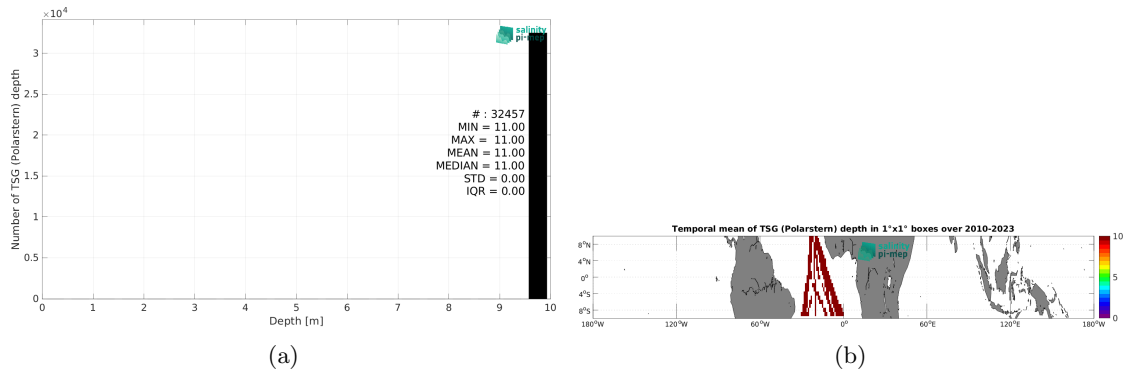 ×10⁴
3
2.5
2
1.5
1
0.5
0
Number of TSG (Polarstern) depth
salinity
pi-mep
# : 32457
MIN = 11.00
MAX = 11.00
MEAN = 11.00
MEDIAN = 11.00
STD = 0.00
IQR = 0.00
0 1 2 3 4 5 6 7 8 9 10
Depth [m]
(a)
Temporal mean of TSG (Polarstern) depth in 1°x1° boxes over 2010-2023
salinity
pi-mep
8°N
4°N
0°
4°S
8°S
180°W 120°W 60°W 0° 60°E 120°E 180°W
10
5
0
(b)